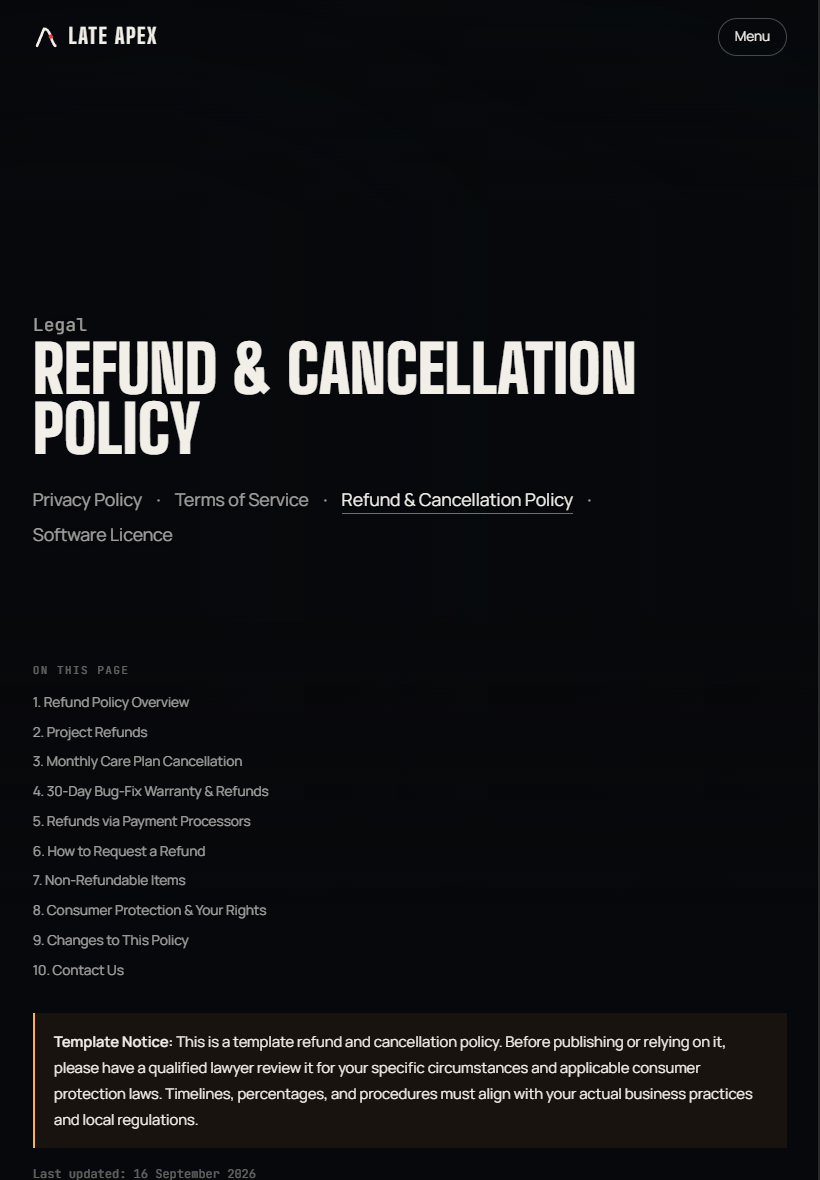 LATE APEX
Menu
Legal
REFUND & CANCELLATION
POLICY
Privacy Policy · Terms of Service · Refund & Cancellation Policy ·
Software Licence
ON THIS PAGE
1. Refund Policy Overview
2. Project Refunds
3. Monthly Care Plan Cancellation
4. 30-Day Bug-Fix Warranty & Refunds
5. Refunds via Payment Processors
6. How to Request a Refund
7. Non-Refundable Items
8. Consumer Protection & Your Rights
9. Changes to This Policy
10. Contact Us
Template Notice: This is a template refund and cancellation policy. Before publishing or relying on it,
please have a qualified lawyer review it for your specific circumstances and applicable consumer
protection laws. Timelines, percentages, and procedures must align with your actual business practices
and local regulations.
Last updated: 16 September 2026